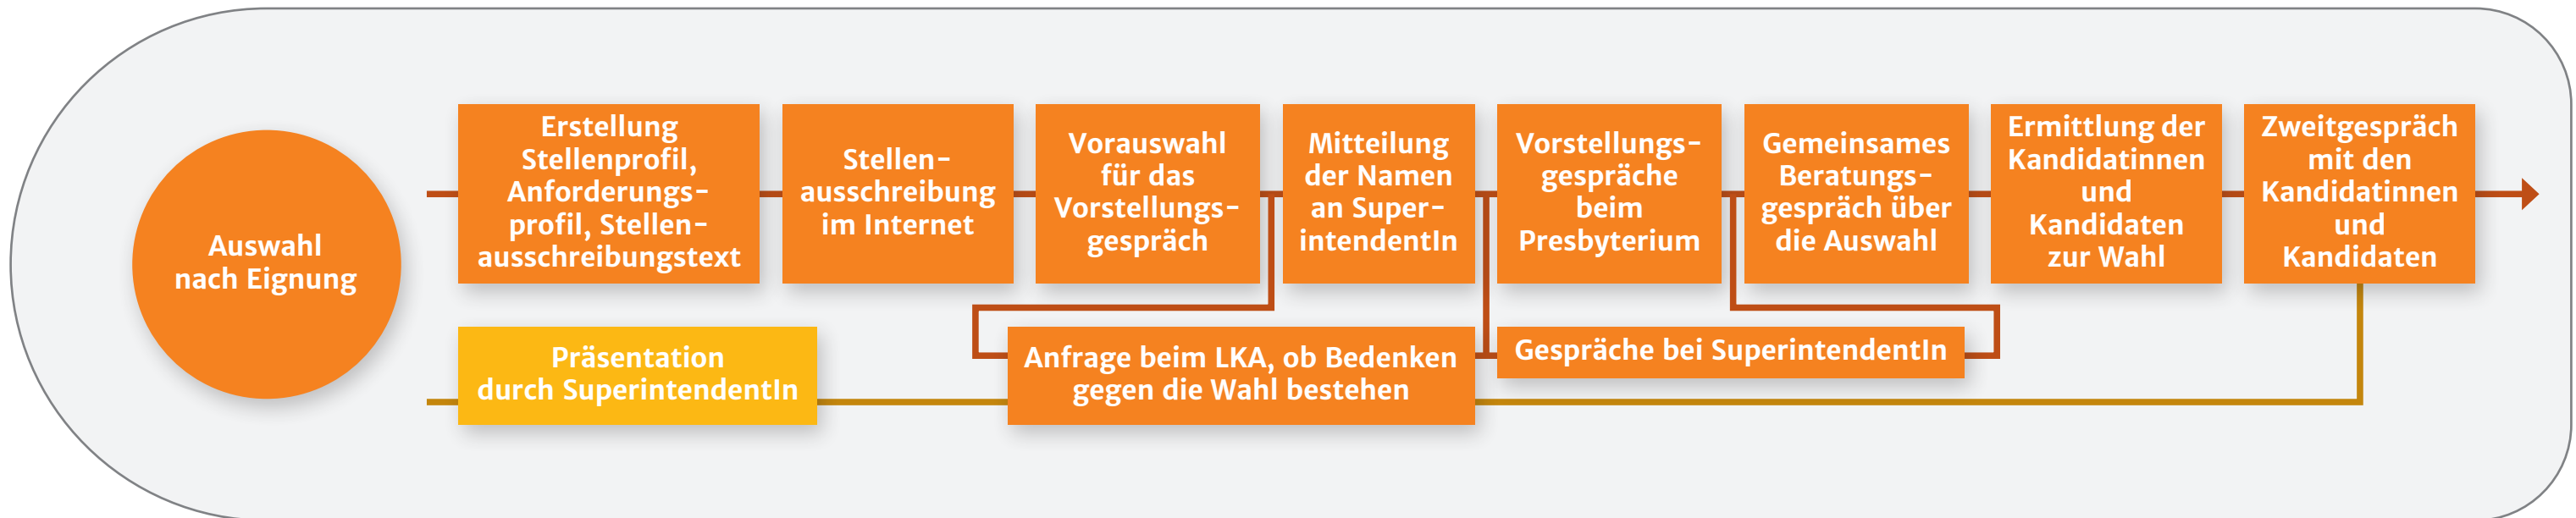 Auswahl
nach Eignung
Erstellung
Stellenprofil,
Anforderungs-
profil, Stellen-
ausschreibungstext
Stellen-
ausschreibung
im Internet
Vorauswahl
für das
Vorstellungs-
gespräch
Mitteilung
der Namen
an Super-
intendentIn
Vorstellungs-
gespräche
beim
Presbyterium
Gemeinsames
Beratungs-
gespräch über
die Auswahl
Ermittlung der
Kandidatinnen
und
Kandidaten
zur Wahl
Zweitgespräch
mit den
Kandidatinnen
und
Kandidaten
Präsentation
durch SuperintendentIn
Anfrage beim LKA, ob Bedenken
gegen die Wahl bestehen
Gespräche bei SuperintendentIn